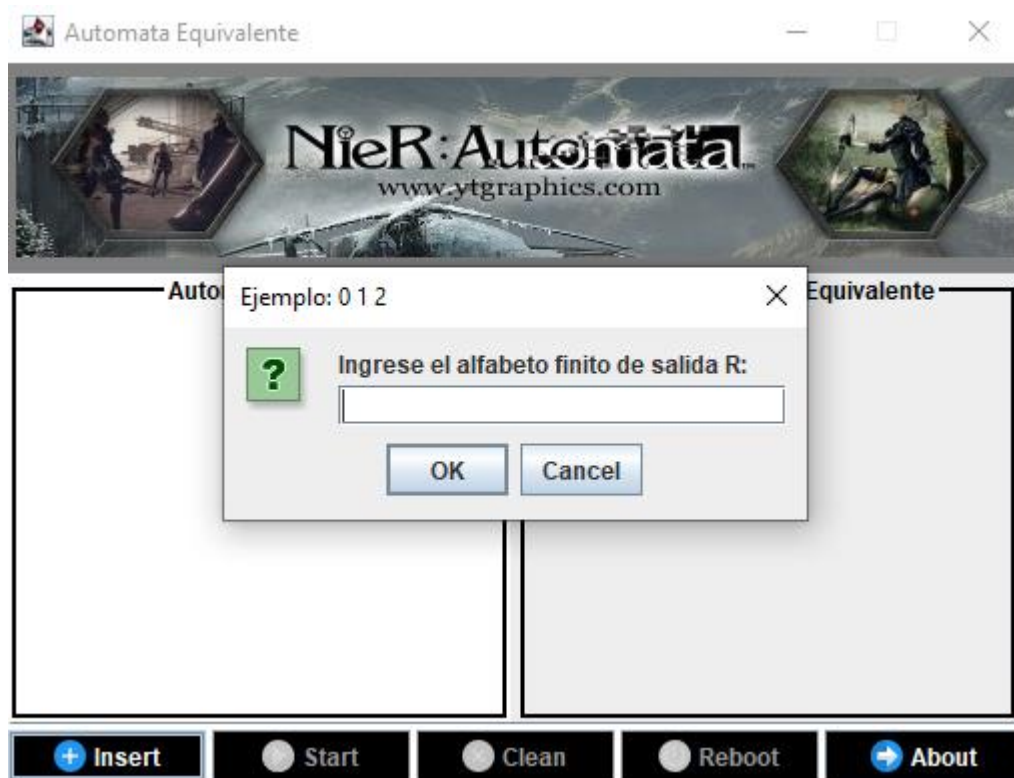 Automata Equivalente
NieR:Automata
www.ytgraphics.com
Ejemplo: 0 1 2
Equivalente
Ingrese el alfabeto finito de salida R:
OK
Cancel
Insert
Start
Clean
Reboot
About